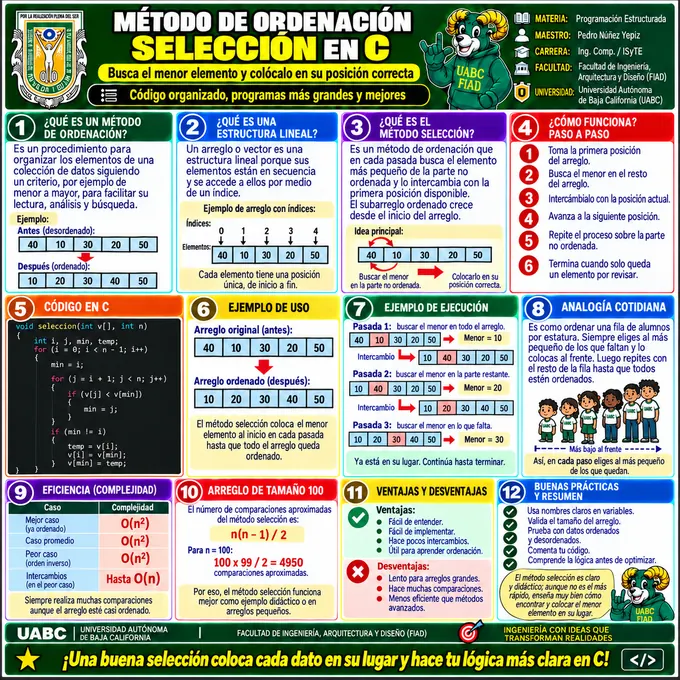 POR LA REALIZACIÓN PLENA DEL SER
MÉTODO DE ORDENACIÓN
SELECCIÓN EN C
Busca el menor elemento y colócalo en su posición correcta
Código organizado, programas más grandes y mejores
UABC
FIAD
MATERIA: Programación Estructurada
MAESTRO: Pedro Núñez Yepiz
CARRERA: Ing. Comp. / ISyTE
FACULTAD: Facultad de Ingeniería,
Arquitectura y Diseño (FIAD)
UNIVERSIDAD: Universidad Autónoma
de Baja California (UABC)
1 ¿QUÉ ES UN MÉTODO
DE ORDENACIÓN?
Es un procedimiento para
organizar los elementos de una
colección de datos siguiendo
un criterio, por ejemplo de
menor a mayor, para facilitar su
lectura, análisis y búsqueda.
Ejemplo:
Antes (desordenado):
40 10 30 20 50
Después (ordenado):
40 10 30 20 50
2 ¿QUÉ ES UNA
ESTRUCTURA LINEAL?
Un arreglo o vector es una
estructura lineal porque sus
elementos están en secuencia
y se accede a ellos por medio
de un índice.
Ejemplo de arreglo con índices:
Índices:
0 1 2 3 4
Elementos: 40 10 30 20 50
Cada elemento tiene una posición
única, de inicio a fin.
3 ¿QUÉ ES EL
MÉTODO SELECCIÓN?
Es un método de ordenación que
en cada pasada busca el elemento
más pequeño de la parte no
ordenada y lo intercambia con la
primera posición disponible.
El subarreglo ordenado crece
desde el inicio del arreglo.
Idea principal:
40 10 30 20 50
Buscar el menor
en la parte no ordenada.
Colocarlo en su
posición correcta.
4 ¿CÓMO FUNCIONA?
PASO A PASO
1 Toma la primera posición
del arreglo.
2 Busca el menor en el resto
del arreglo.
3 Intercámbialo con la posición actual.
4 Avanza a la siguiente posición.
5 Repite el proceso sobre la parte
no ordenada.
6 Termina cuando solo queda
un elemento por revisar.
5 CÓDIGO EN C
void seleccion(int v[], int n)
{
int i, j, min, temp;
for (i = 0; i < n - 1; i++)
{
min = i;
for (j = i + 1; j < n; j++)
{
if (v[j] < v[min])
{
min = j;
}
}
if (min != i)
{
temp = v[i];
v[i] = v[min];
} } v[min] = temp;
6 EJEMPLO DE USO
Arreglo original (antes):
40 10 30 20 50
Arreglo ordenado (después):
40 10 30 40 50
El método selección coloca el menor
elemento al inicio en cada pasada
hasta que todo el arreglo queda
ordenado.
7 EJEMPLO DE EJECUCIÓN
Pasada 1: buscar el menor en todo el arreglo.
40 10 30 20 50 Menor = 10
Intercambio 10 40 30 20 50
Pasada 2: buscar el menor en la parte restante.
40 10 30 20 50 Menor = 20
Intercambio 10 20 30 40 50
Pasada 3: buscar el menor en lo que falta.
10 20 30 40 50 Menor = 30
Ya está en su lugar. Continúa hasta terminar.
8 ANALOGÍA COTIDIANA
Es como ordenar una fila de alumnos
por estatura. Siempre eliges al más
pequeño de los que faltan y lo
colocas al frente. Luego repites con
el resto de la fila hasta que todos
estén ordenados.
Más bajo al frente
Así, en cada paso eliges al más pequeño
de los que quedan.
9 EFICIENCIA (COMPLEJIDAD)
Caso Complejidad
Mejor caso
(ya ordenado) O(n²)
Caso promedio O(n²)
Peor caso
(orden inverso) O(n²)
Intercambios
(en el peor caso) Hasta O(n)
Siempre realiza muchas comparaciones
aunque el arreglo esté casi ordenado.
10 ARREGLO DE TAMAÑO 100
El número de comparaciones aproximadas
del método selección es:
n(n − 1) / 2
Para n = 100:
100 x 99 / 2 = 4950
comparaciones aproximadas.
Por eso, el método selección funciona
mejor como ejemplo didáctico o en
arreglos pequeños.
11 VENTAJAS Y DESVENTAJAS
Ventajas:
• Fácil de entender.
• Fácil de implementar.
• Hace pocos intercambios.
• Útil para aprender ordenación.
Desventajas:
• Lento para arreglos grandes.
• Hace muchas comparaciones.
• Menos eficiente que métodos
avanzados.
12 BUENAS PRÁCTICAS
Y RESUMEN
Usa nombres claros en variables.
Valida el tamaño del arreglo.
Prueba con datos ordenados
y desordenados.
Comenta tu código.
Comprende la lógica antes de optimizar.
El método selección es claro
y didáctico; aunque no es el más
rápido, enseña muy bien cómo
encontrar y colocar el menor
elemento en su lugar.
UABC
FIAD
UABC
UNIVERSIDAD AUTÓNOMA
DE BAJA CALIFORNIA
FACULTAD DE INGENIERÍA, ARQUITECTURA Y DISEÑO (FIAD)
INGENIERÍA CON IDEAS QUE
TRANSFORMAN REALIDADES
¡Una buena selección coloca cada dato en su lugar y hace tu lógica más clara en C!
</>